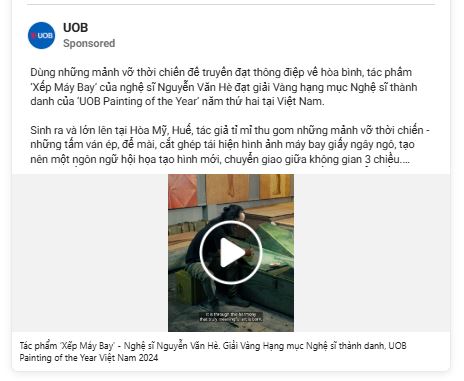 UOB
UOB
Sponsored
Dùng những mảnh vỡ thời chiến để truyền đạt thông điệp về hòa bình, tác phẩm
'Xếp Máy Bay' của nghệ sĩ Nguyễn Văn Hè đạt giải Vàng hạng mục Nghệ sĩ thành
danh của 'UOB Painting of the Year' năm thứ hai tại Việt Nam.
Sinh ra và lớn lên tại Hòa Mỹ, Huế, tác giả tỉ mỉ thu gom những mảnh vỡ thời chiến -
những tấm ván ép, để mài, cắt ghép tái hiện hình ảnh máy bay giấy ngây ngô, tạo
nên một ngôn ngữ hội họa tạo hình mới, chuyển giao giữa không gian 3 chiều....
It is through the harmony
that truly meaningful art is born.
Tác phẩm 'Xếp Máy Bay' - Nghệ sĩ Nguyễn Văn Hè. Giải Vàng Hạng mục Nghệ sĩ thành danh, UOB
Painting of the Year Việt Nam 2024